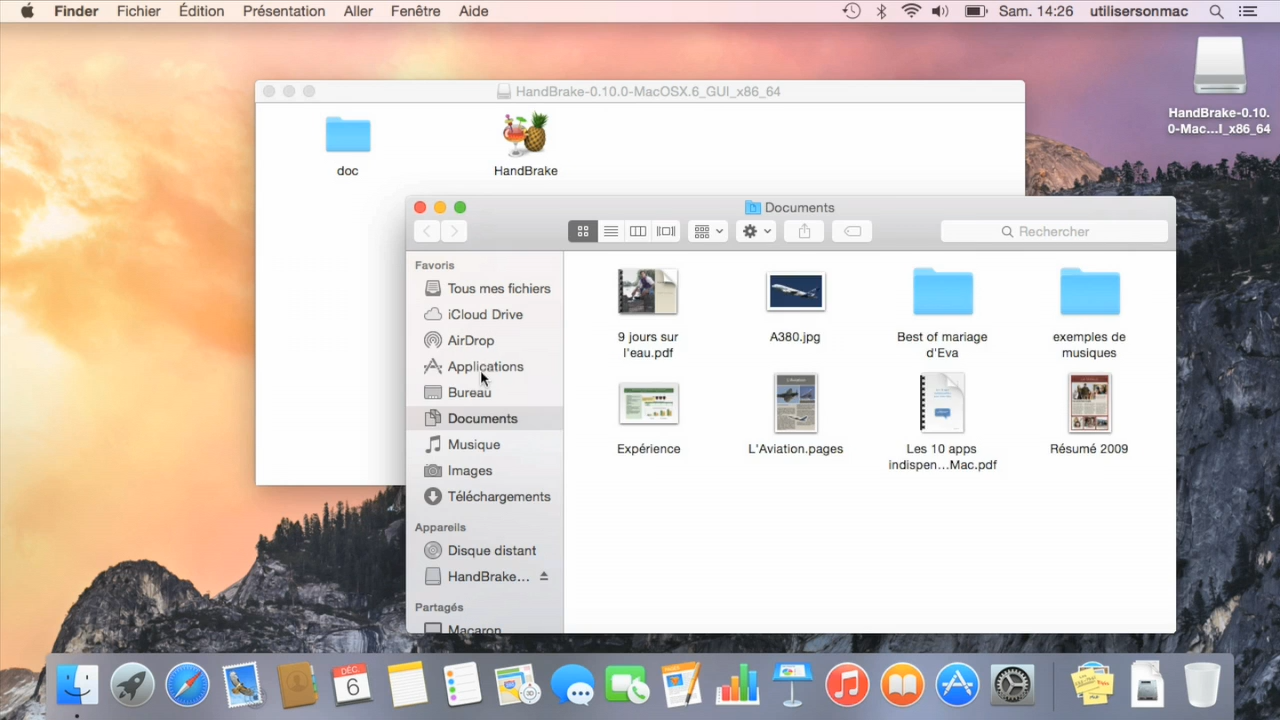 Finder Fichier Édition Présentation Aller Fenêtre Aide Sam. 14:26 utilisersonmac
HandBrake-0.10.
0-Mac...I_x86_64
HandBrake-0.10.0-MacOSX.6_GUI_x86_64
doc
HandBrake
Documents
Rechercher
Favoris
Tous mes fichiers
iCloud Drive
AirDrop
Applications
Bureau
Documents
Musique
Images
Téléchargements
Appareils
Disque distant
HandBrake...
Partagés
Macaron
9 jours sur
l'eau.pdf
A380.jpg
Best of mariage
d'Eva
exemples de
musiques
Expérience
L'Aviation.pages
Les 10 apps
indispen...Mac.pdf
Résumé 2009
DÉC.
6